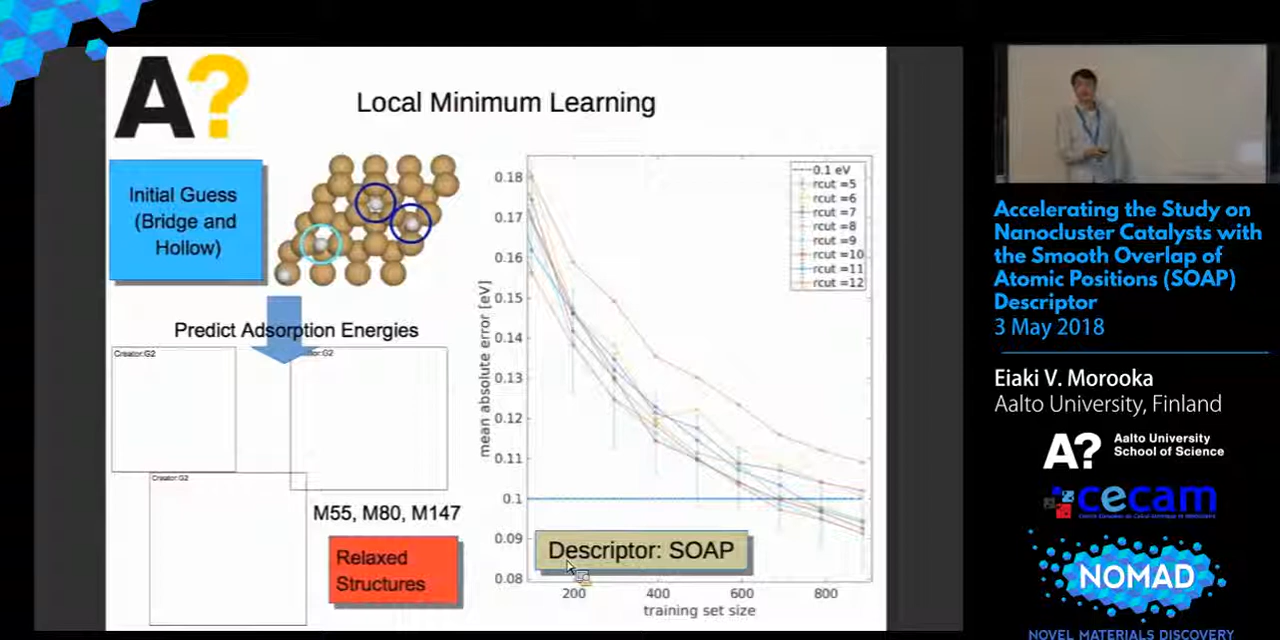 A?
Local Minimum Learning
Initial Guess
(Bridge and
Hollow)
Predict Adsorption Energies
Creator:G2
tor:G2
Creator:G2
M55, M80, M147
Relaxed
Structures
mean absolute error [eV]
0.18
0.17
0.16
0.15
0.14
0.13
0.12
0.11
0.1
0.09
0.08
0.1 eV
rcut =5
rcut =6
rcut =7
rcut =8
rcut =9
rcut =10
rcut =11
rcut =12
Descriptor: SOAP
200 400 600 800
training set size
Accelerating the Study on
Nanocluster Catalysts with
the Smooth Overlap of
Atomic Positions (SOAP)
Descriptor
3 May 2018
Eiaki V. Morooka
Aalto University, Finland
A? Aalto University
School of Science
cecam
NOMAD
NOVEL MATERIALS DISCOVERY